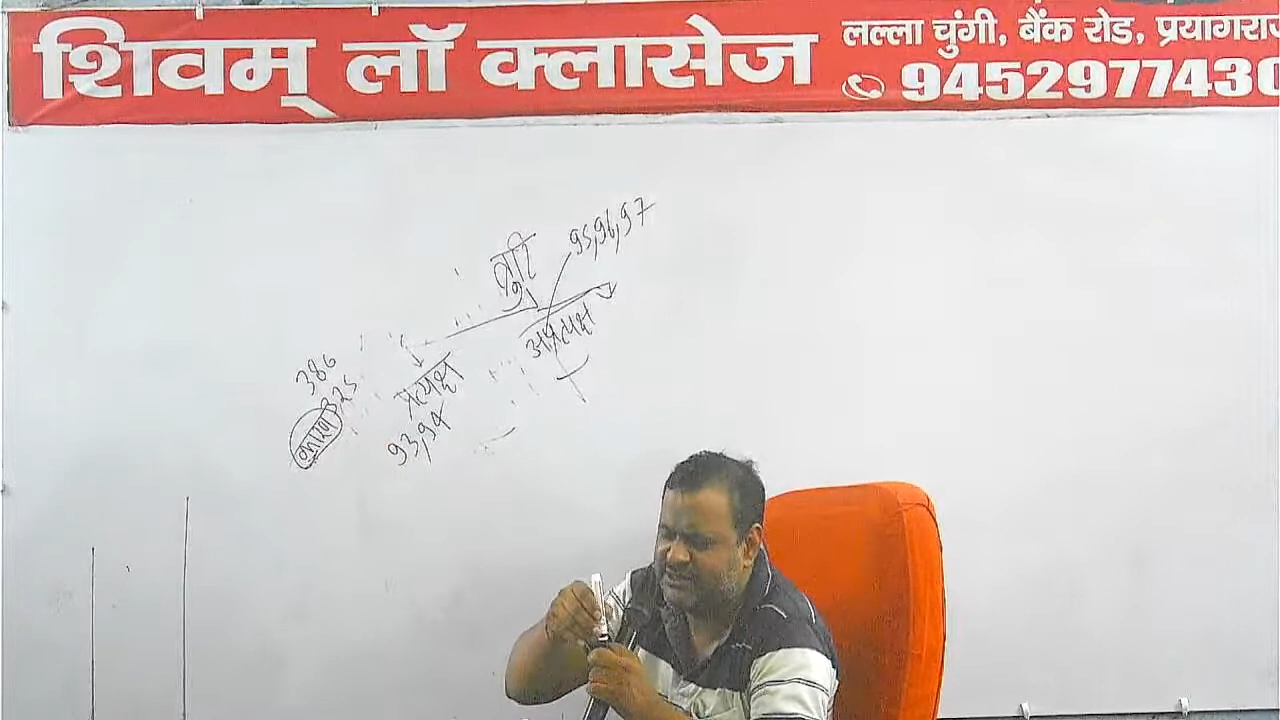 शिवम् लॉ क्लासेज
लल्ला चुंगी, बैंक रोड, प्रयागराज
9452977430
त्रुटि
95,96,97
प्रत्यक्ष
93,94
अप्रत्यक्ष
386
325